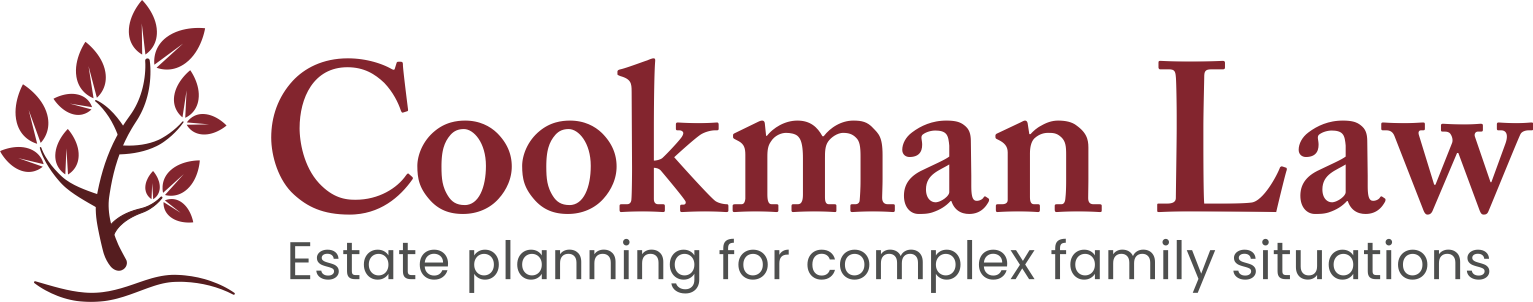 Cookman Law
Estate planning for complex family situations